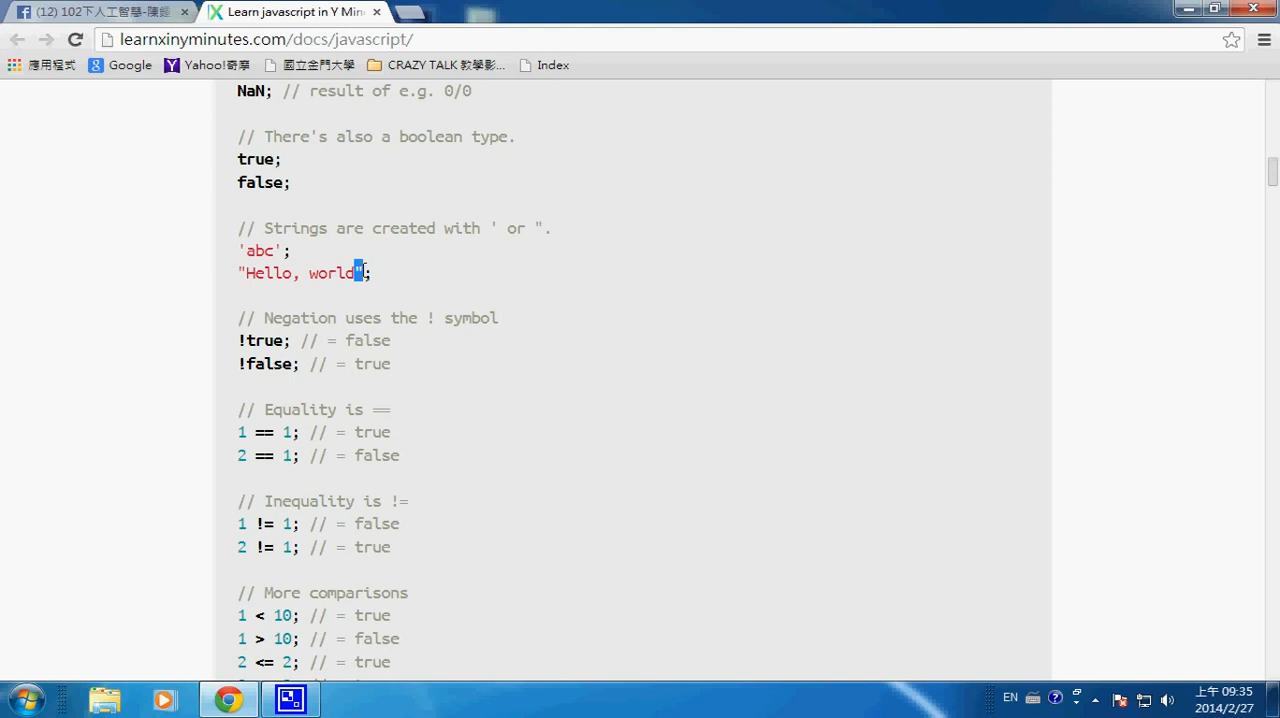 (12) 102下人工智慧-陳鍾
Learn javascript in Y Min
learnxinyminutes.com/docs/javascript/
應用程式
Google
Yahoo!奇摩
國立金門大學
CRAZY TALK 教學影...
Index
NaN; // result of e.g. 0/0
// There's also a boolean type.
true;
false;
// Strings are created with ' or ".
'abc';
"Hello, world";
// Negation uses the ! symbol
!true; // = false
!false; // = true
// Equality is ==
1 == 1; // = true
2 == 1; // = false
// Inequality is !=
1 != 1; // = false
2 != 1; // = true
// More comparisons
1 < 10; // = true
1 > 10; // = false
2 <= 2; // = true
EN
上午 09:35
2014/2/27